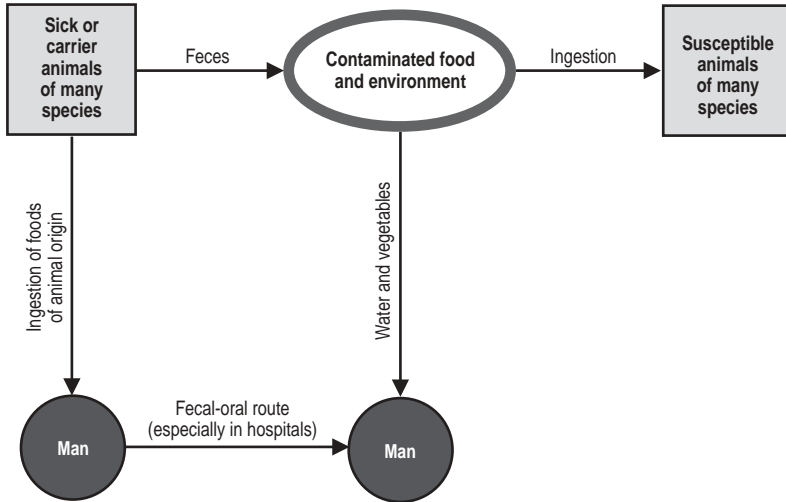 Sick or
carrier
animals
of many
species
Feces
Contaminated food
and environment
Ingestion
Susceptible
animals
of many
species
Ingestion of foods
of animal origin
Water and vegetables
Man
Fecal-oral route
(especially in hospitals)
Man